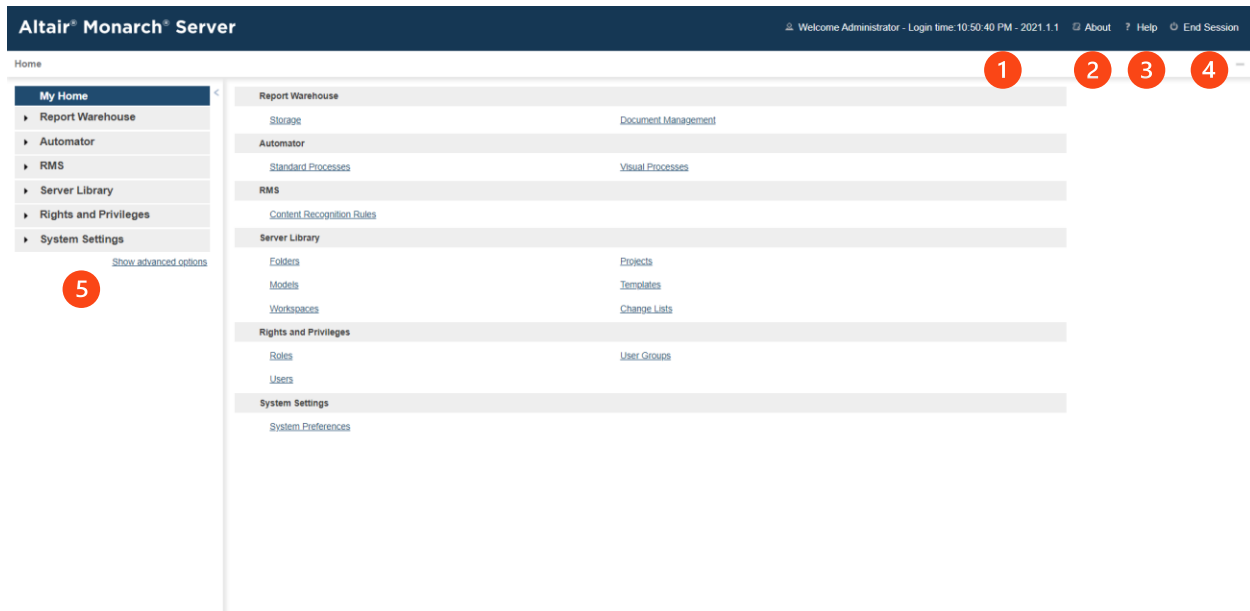 Altair® Monarch® Server
Welcome Administrator - Login time:10:50:40 PM - 2021.1.1 About ? Help End Session
Home
1 2 3 4
My Home
Report Warehouse
Automator
RMS
Server Library
Rights and Privileges
System Settings
Show advanced options
5
Report Warehouse
Storage Document Management
Automator
Standard Processes Visual Processes
RMS
Content Recognition Rules
Server Library
Folders Projects
Models Templates
Workspaces Change Lists
Rights and Privileges
Roles User Groups
Users
System Settings
System Preferences